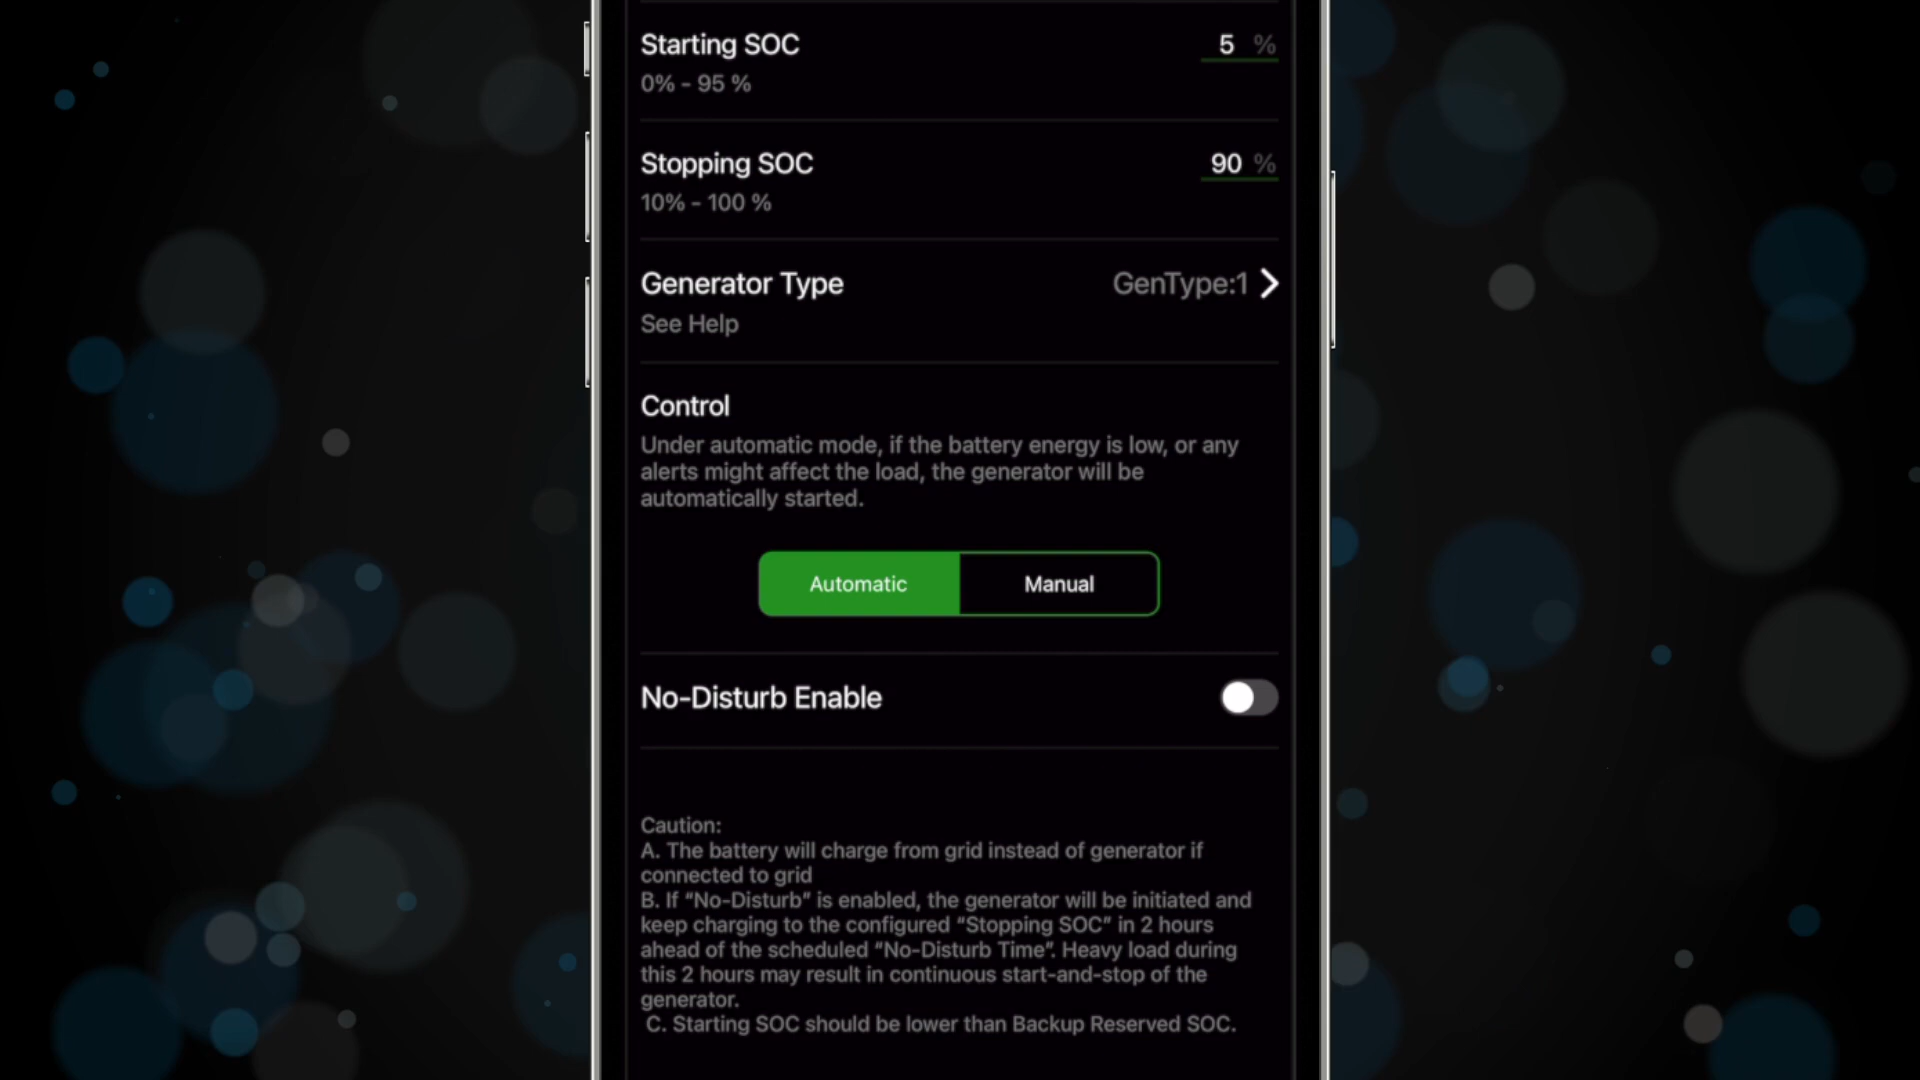 Starting SOC 5 %
0% - 95 %
Stopping SOC 90 %
10% - 100 %
Generator Type GenType:1
See Help
Control
Under automatic mode, if the battery energy is low, or any
alerts might affect the load, the generator will be
automatically started.
Automatic Manual
No-Disturb Enable
Caution:
A. The battery will charge from grid instead of generator if
connected to grid
B. If “No-Disturb” is enabled, the generator will be initiated and
keep charging to the configured “Stopping SOC” in 2 hours
ahead of the scheduled “No-Disturb Time”. Heavy load during
this 2 hours may result in continuous start-and-stop of the
generator.
C. Starting SOC should be lower than Backup Reserved SOC.